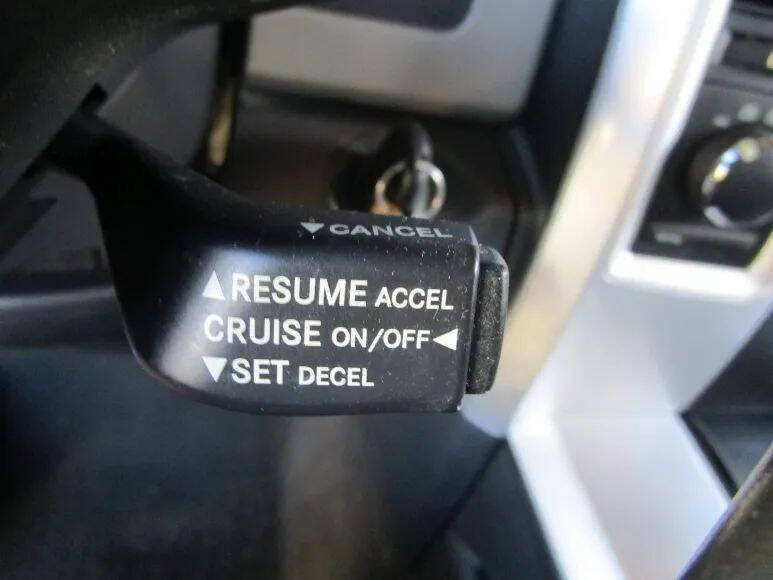 ▼CANCEL
▲RESUME ACCEL
CRUISE ON/OFF◄
▼SET DECEL